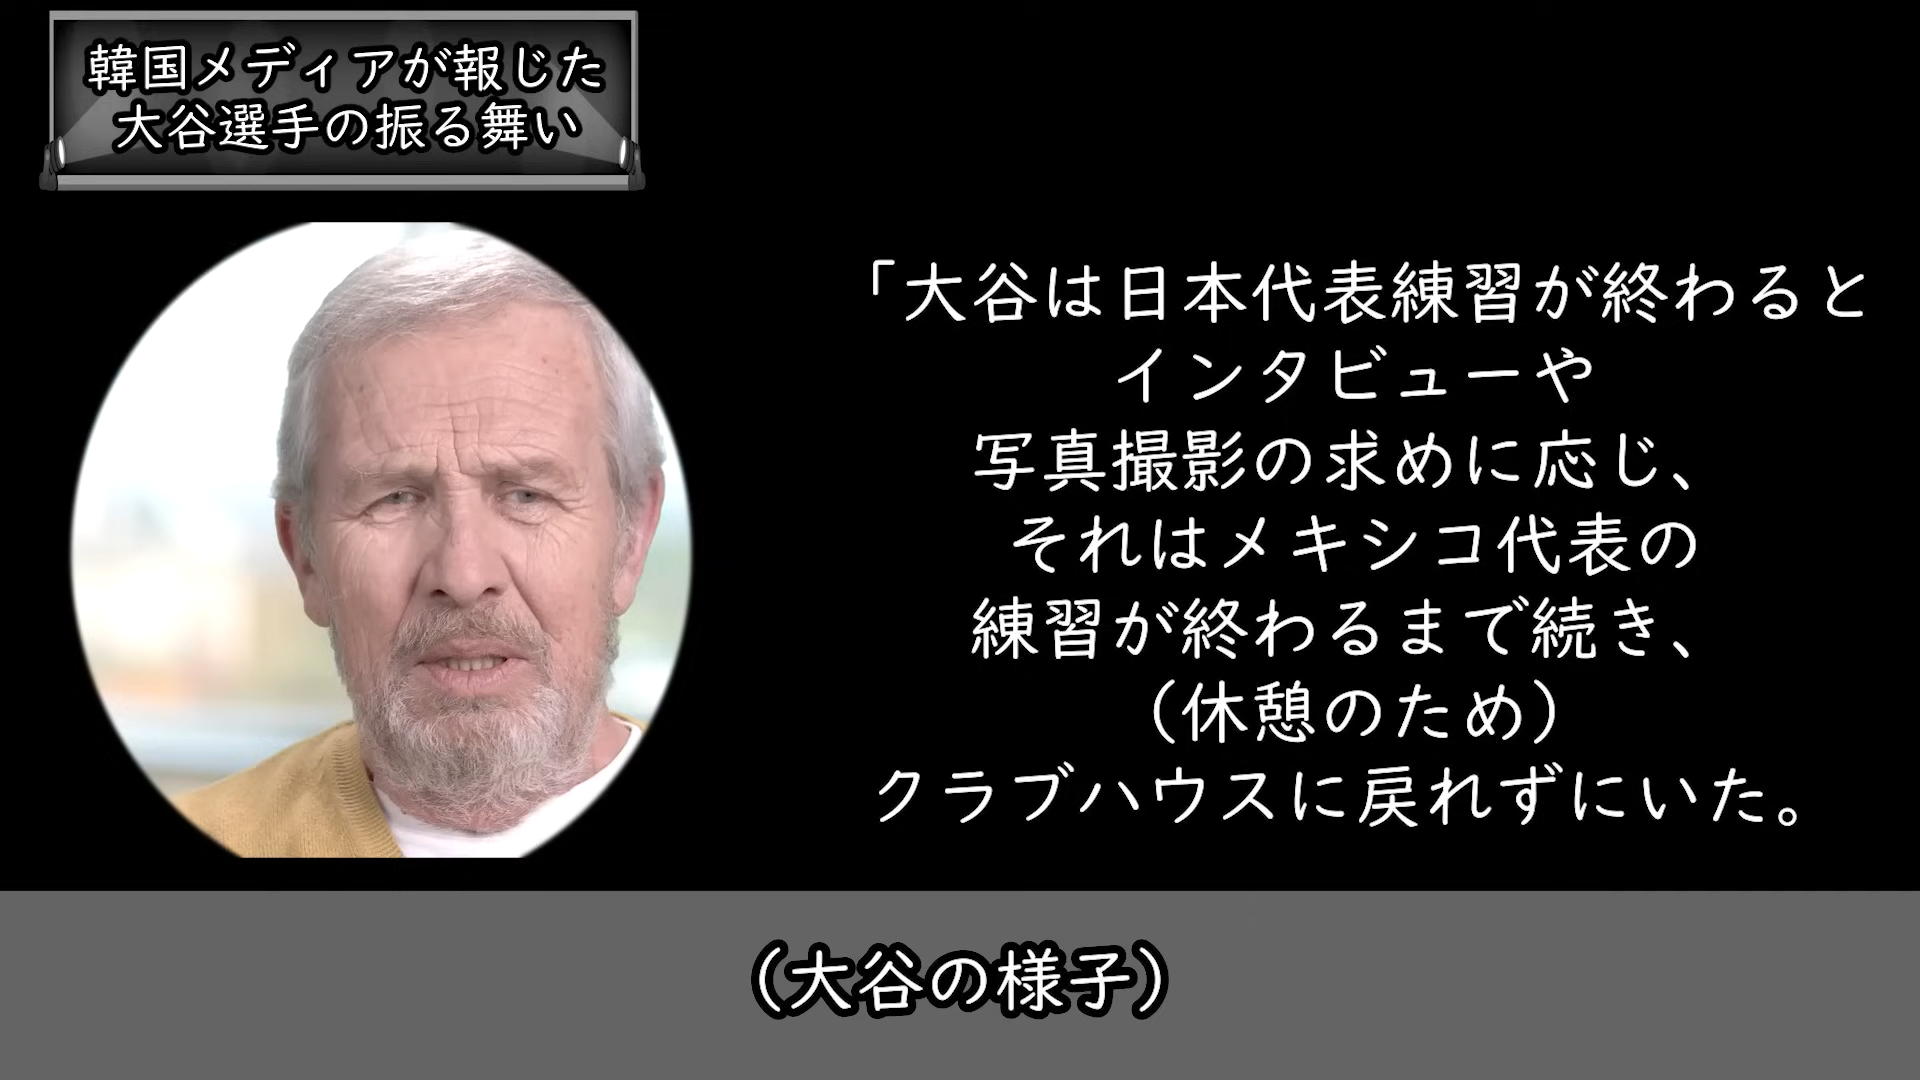 韓国メディアが報じた
大谷選手の振る舞い
「大谷は日本代表練習が終わると
インタビューや
写真撮影の求めに応じ、
それはメキシコ代表の
練習が終わるまで続き、
（休憩のため）
クラブハウスに戻れずにいた。
（大谷の様子）